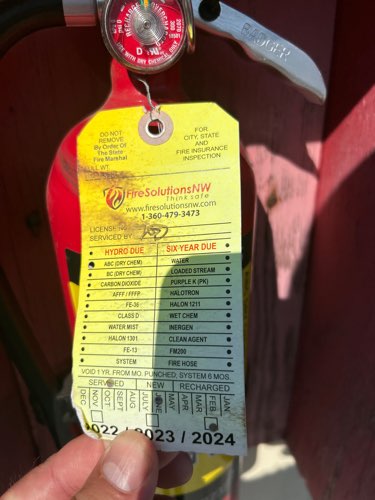 BADGER
DO NOT
REMOVE
By Order Of
The State
Fire Marshal
FOR
CITY, STATE
AND
FIRE INSURANCE
INSPECTION
FireSolutionsNW
Think safe
www.firesolutionsnw.com
1-360-479-3473
LICENSE NO.
SERVICED BY
HYDRO DUE
SIX YEAR DUE
ABC (DRY CHEM)
WATER
BC (DRY CHEM)
LOADED STREAM
CARBON DIOXIDE
PURPLE K (PK)
AFFF / FFFP
HALOTRON
FE-36
HALON 1211
CLASS D
WET CHEM
WATER MIST
INERGEN
HALON 1301
CLEAN AGENT
FE-13
FM200
SYSTEM
FIRE HOSE
VOID 1 YR. FROM MO. PUNCHED, SYSTEM 6 MOS.
SERVICED
NEW
RECHARGED
DEC
NOV
OCT
SEPT
AUG
JULY
JUNE
MAY
APR
MAR
FEB
JAN
2022 / 2023 / 2024